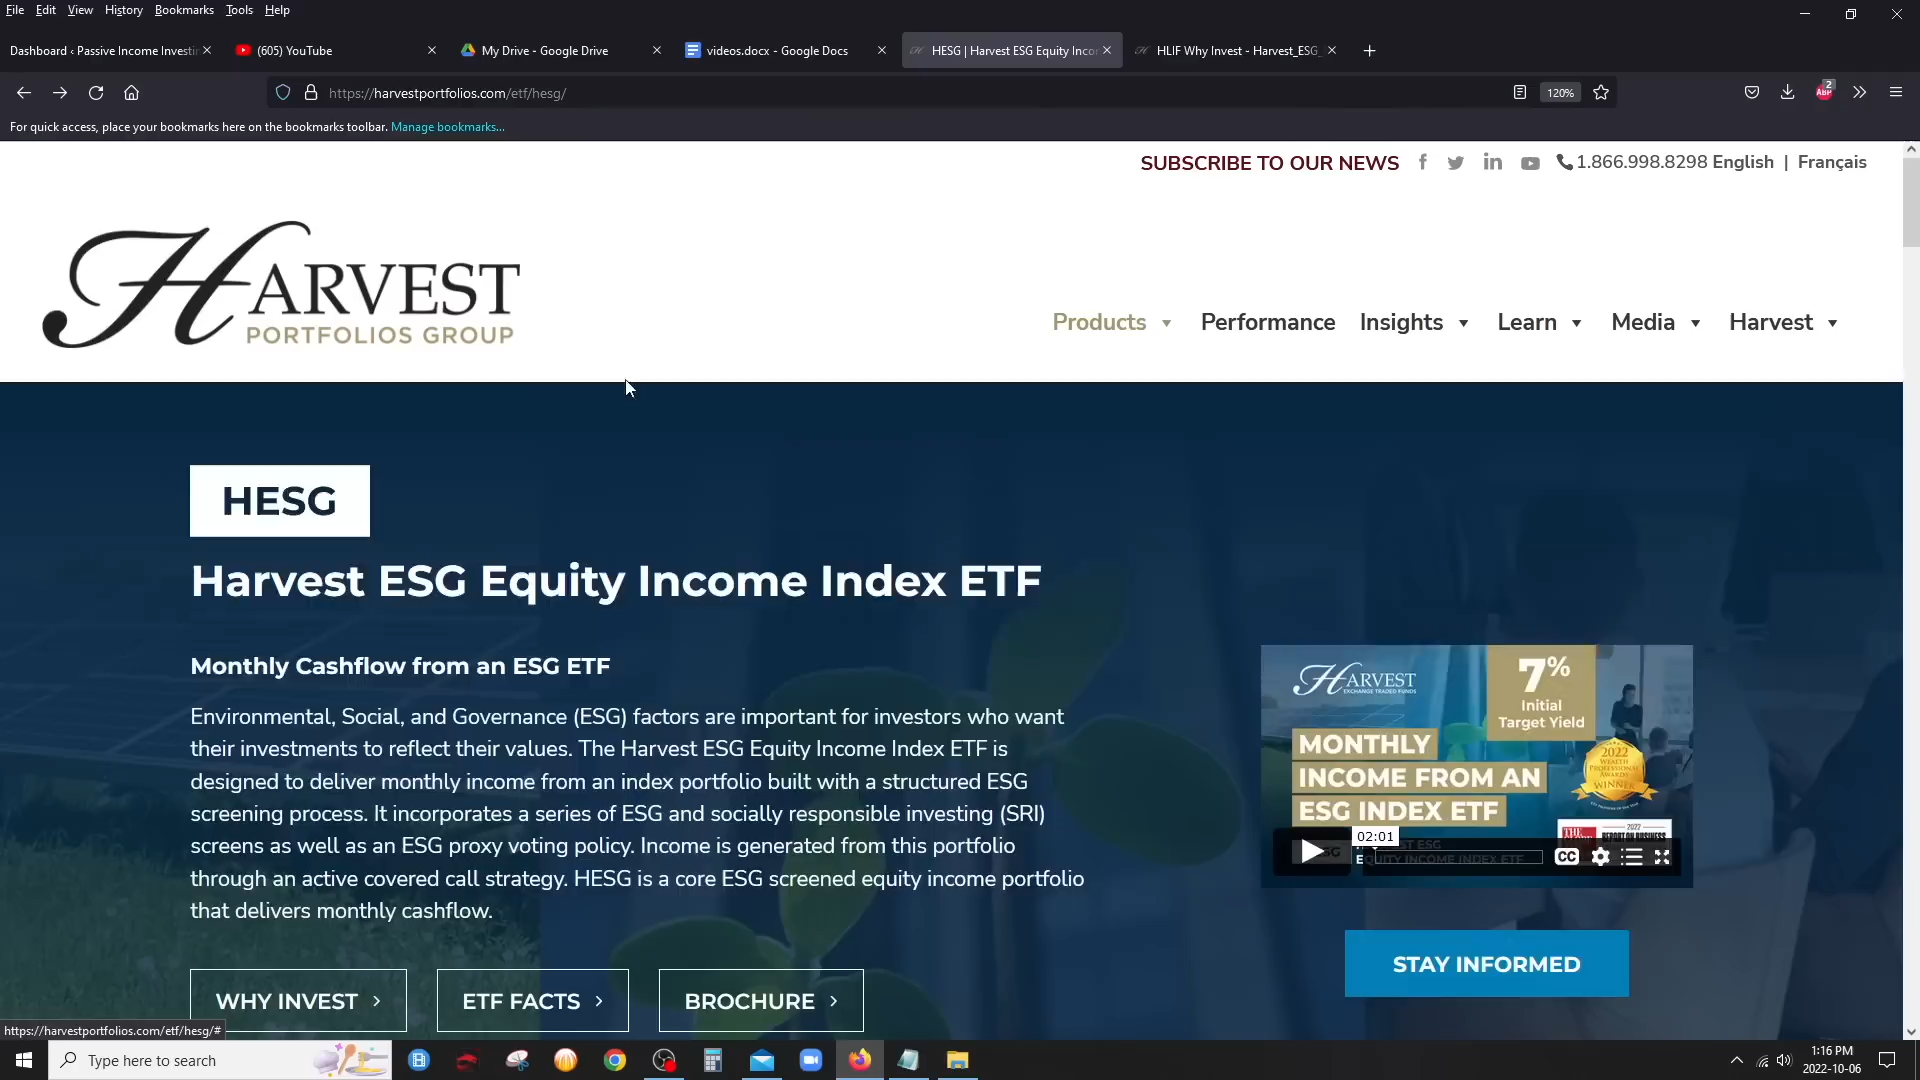 File Edit View History Bookmarks Tools Help
Dashboard ‹ Passive Income Investi
(605) YouTube
My Drive - Google Drive
videos.docx - Google Docs
HESG | Harvest ESG Equity Inco
HLIF Why Invest - Harvest_ESG_
https://harvestportfolios.com/etf/hesg/
120%
ABP
2
For quick access, place your bookmarks here on the bookmarks toolbar. Manage bookmarks...
SUBSCRIBE TO OUR NEWS
1.866.998.8298 English | Français
HARVEST
PORTFOLIOS GROUP
Products Performance Insights Learn Media Harvest
HESG
Harvest ESG Equity Income Index ETF
Monthly Cashflow from an ESG ETF
Environmental, Social, and Governance (ESG) factors are important for investors who want
their investments to reflect their values. The Harvest ESG Equity Income Index ETF is
designed to deliver monthly income from an index portfolio built with a structured ESG
screening process. It incorporates a series of ESG and socially responsible investing (SRI)
screens as well as an ESG proxy voting policy. Income is generated from this portfolio
through an active covered call strategy. HESG is a core ESG screened equity income portfolio
that delivers monthly cashflow.
WHY INVEST ›
ETF FACTS ›
BROCHURE ›
HARVEST
EXCHANGE TRADED FUNDS
7%
Initial
Target Yield
MONTHLY
INCOME FROM AN
ESG INDEX ETF
2022
WEALTH
PROFESSIONAL
AWARDS
WINNER
02:01
EQUITY INCOME INDEX ETF
CC
STAY INFORMED
https://harvestportfolios.com/etf/hesg/#
Type here to search
1:16 PM
2022-10-06